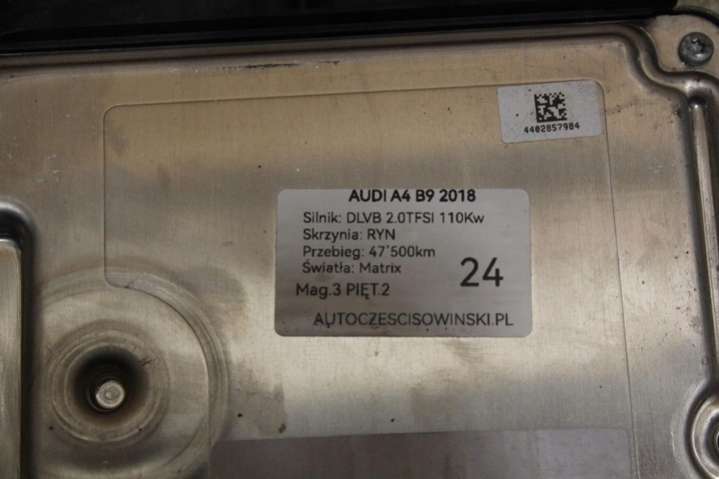 4402857984
AUDI A4 B9 2018
Silnik: DLVB 2.0TFSI 110Kw
Skrzynia: RYN
Przebieg: 47'500km
Światła: Matrix
24
Mag.3 PIĘT.2
AUTOCZESCISOWINSKI.PL